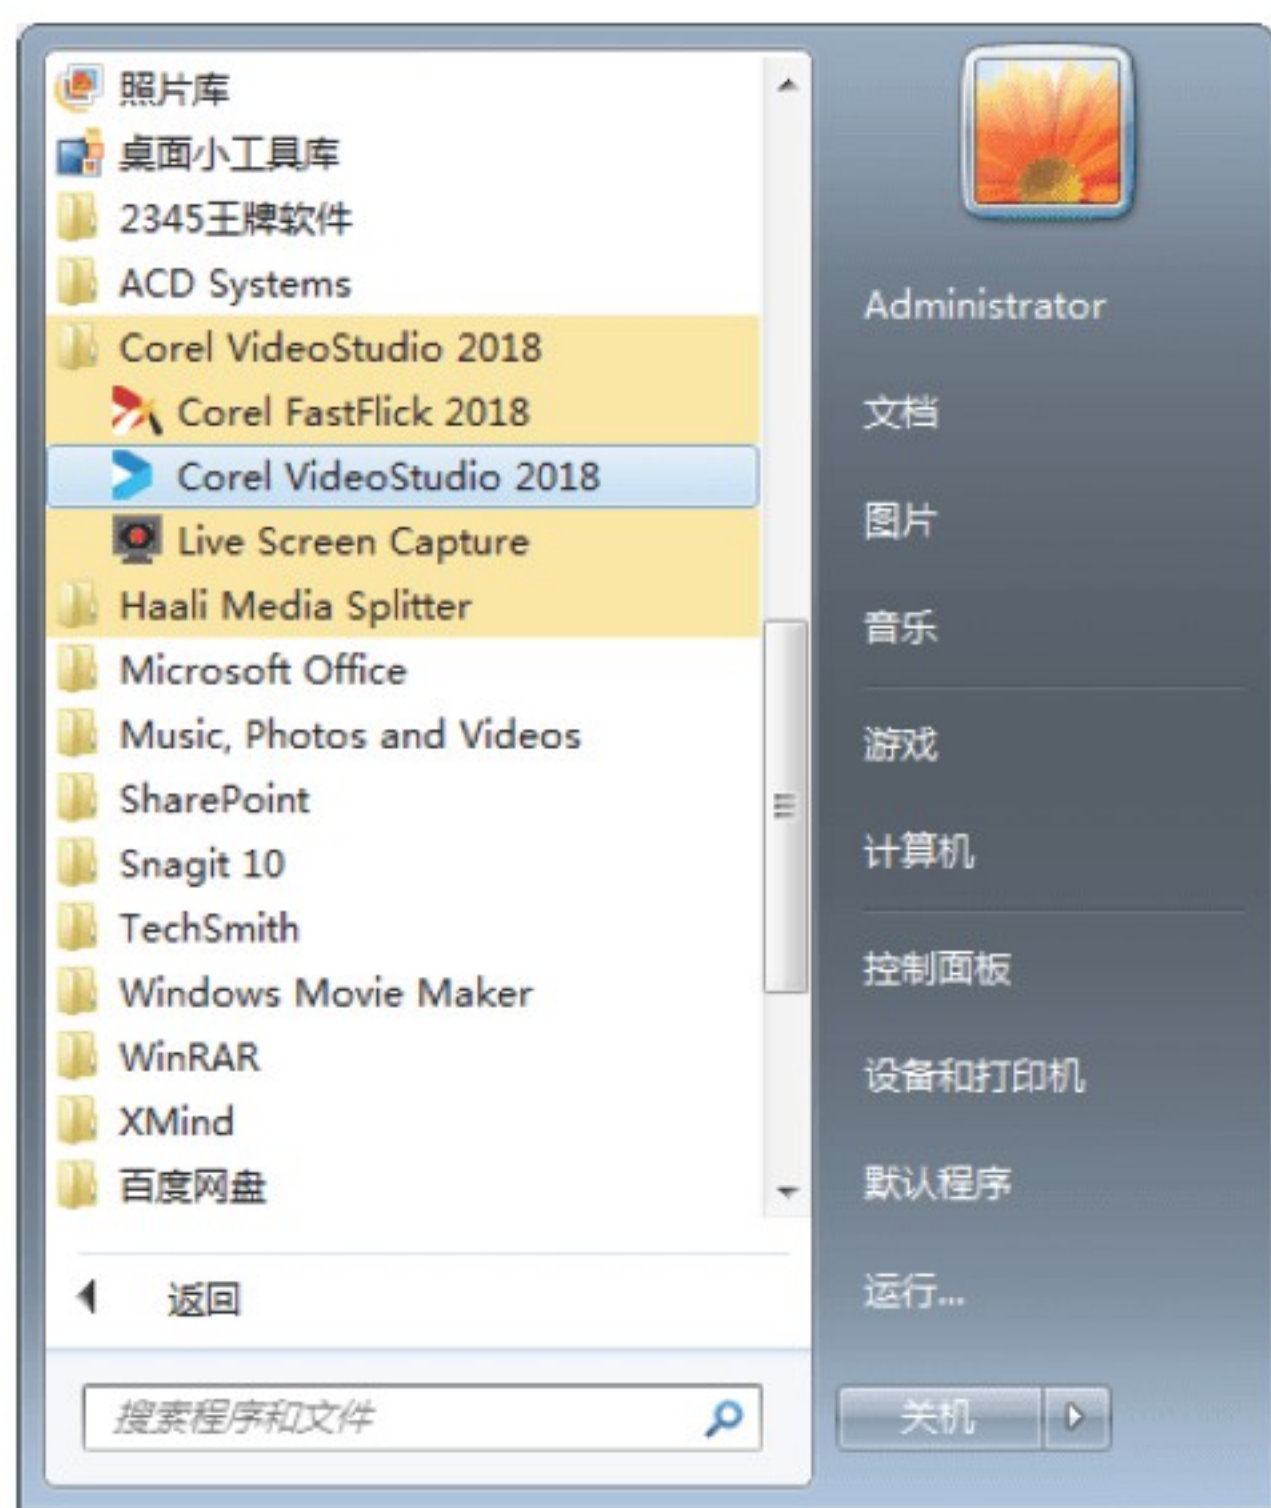 照片库
桌面小工具库
2345王牌软件
ACD Systems
Corel VideoStudio 2018
Corel FastFlick 2018
Corel VideoStudio 2018
Live Screen Capture
Haali Media Splitter
Microsoft Office
Music, Photos and Videos
SharePoint
Snagit 10
TechSmith
Windows Movie Maker
WinRAR
XMind
百度网盘
返回
搜索程序和文件
Administrator
文档
图片
音乐
游戏
计算机
控制面板
设备和打印机
默认程序
运行...
关机